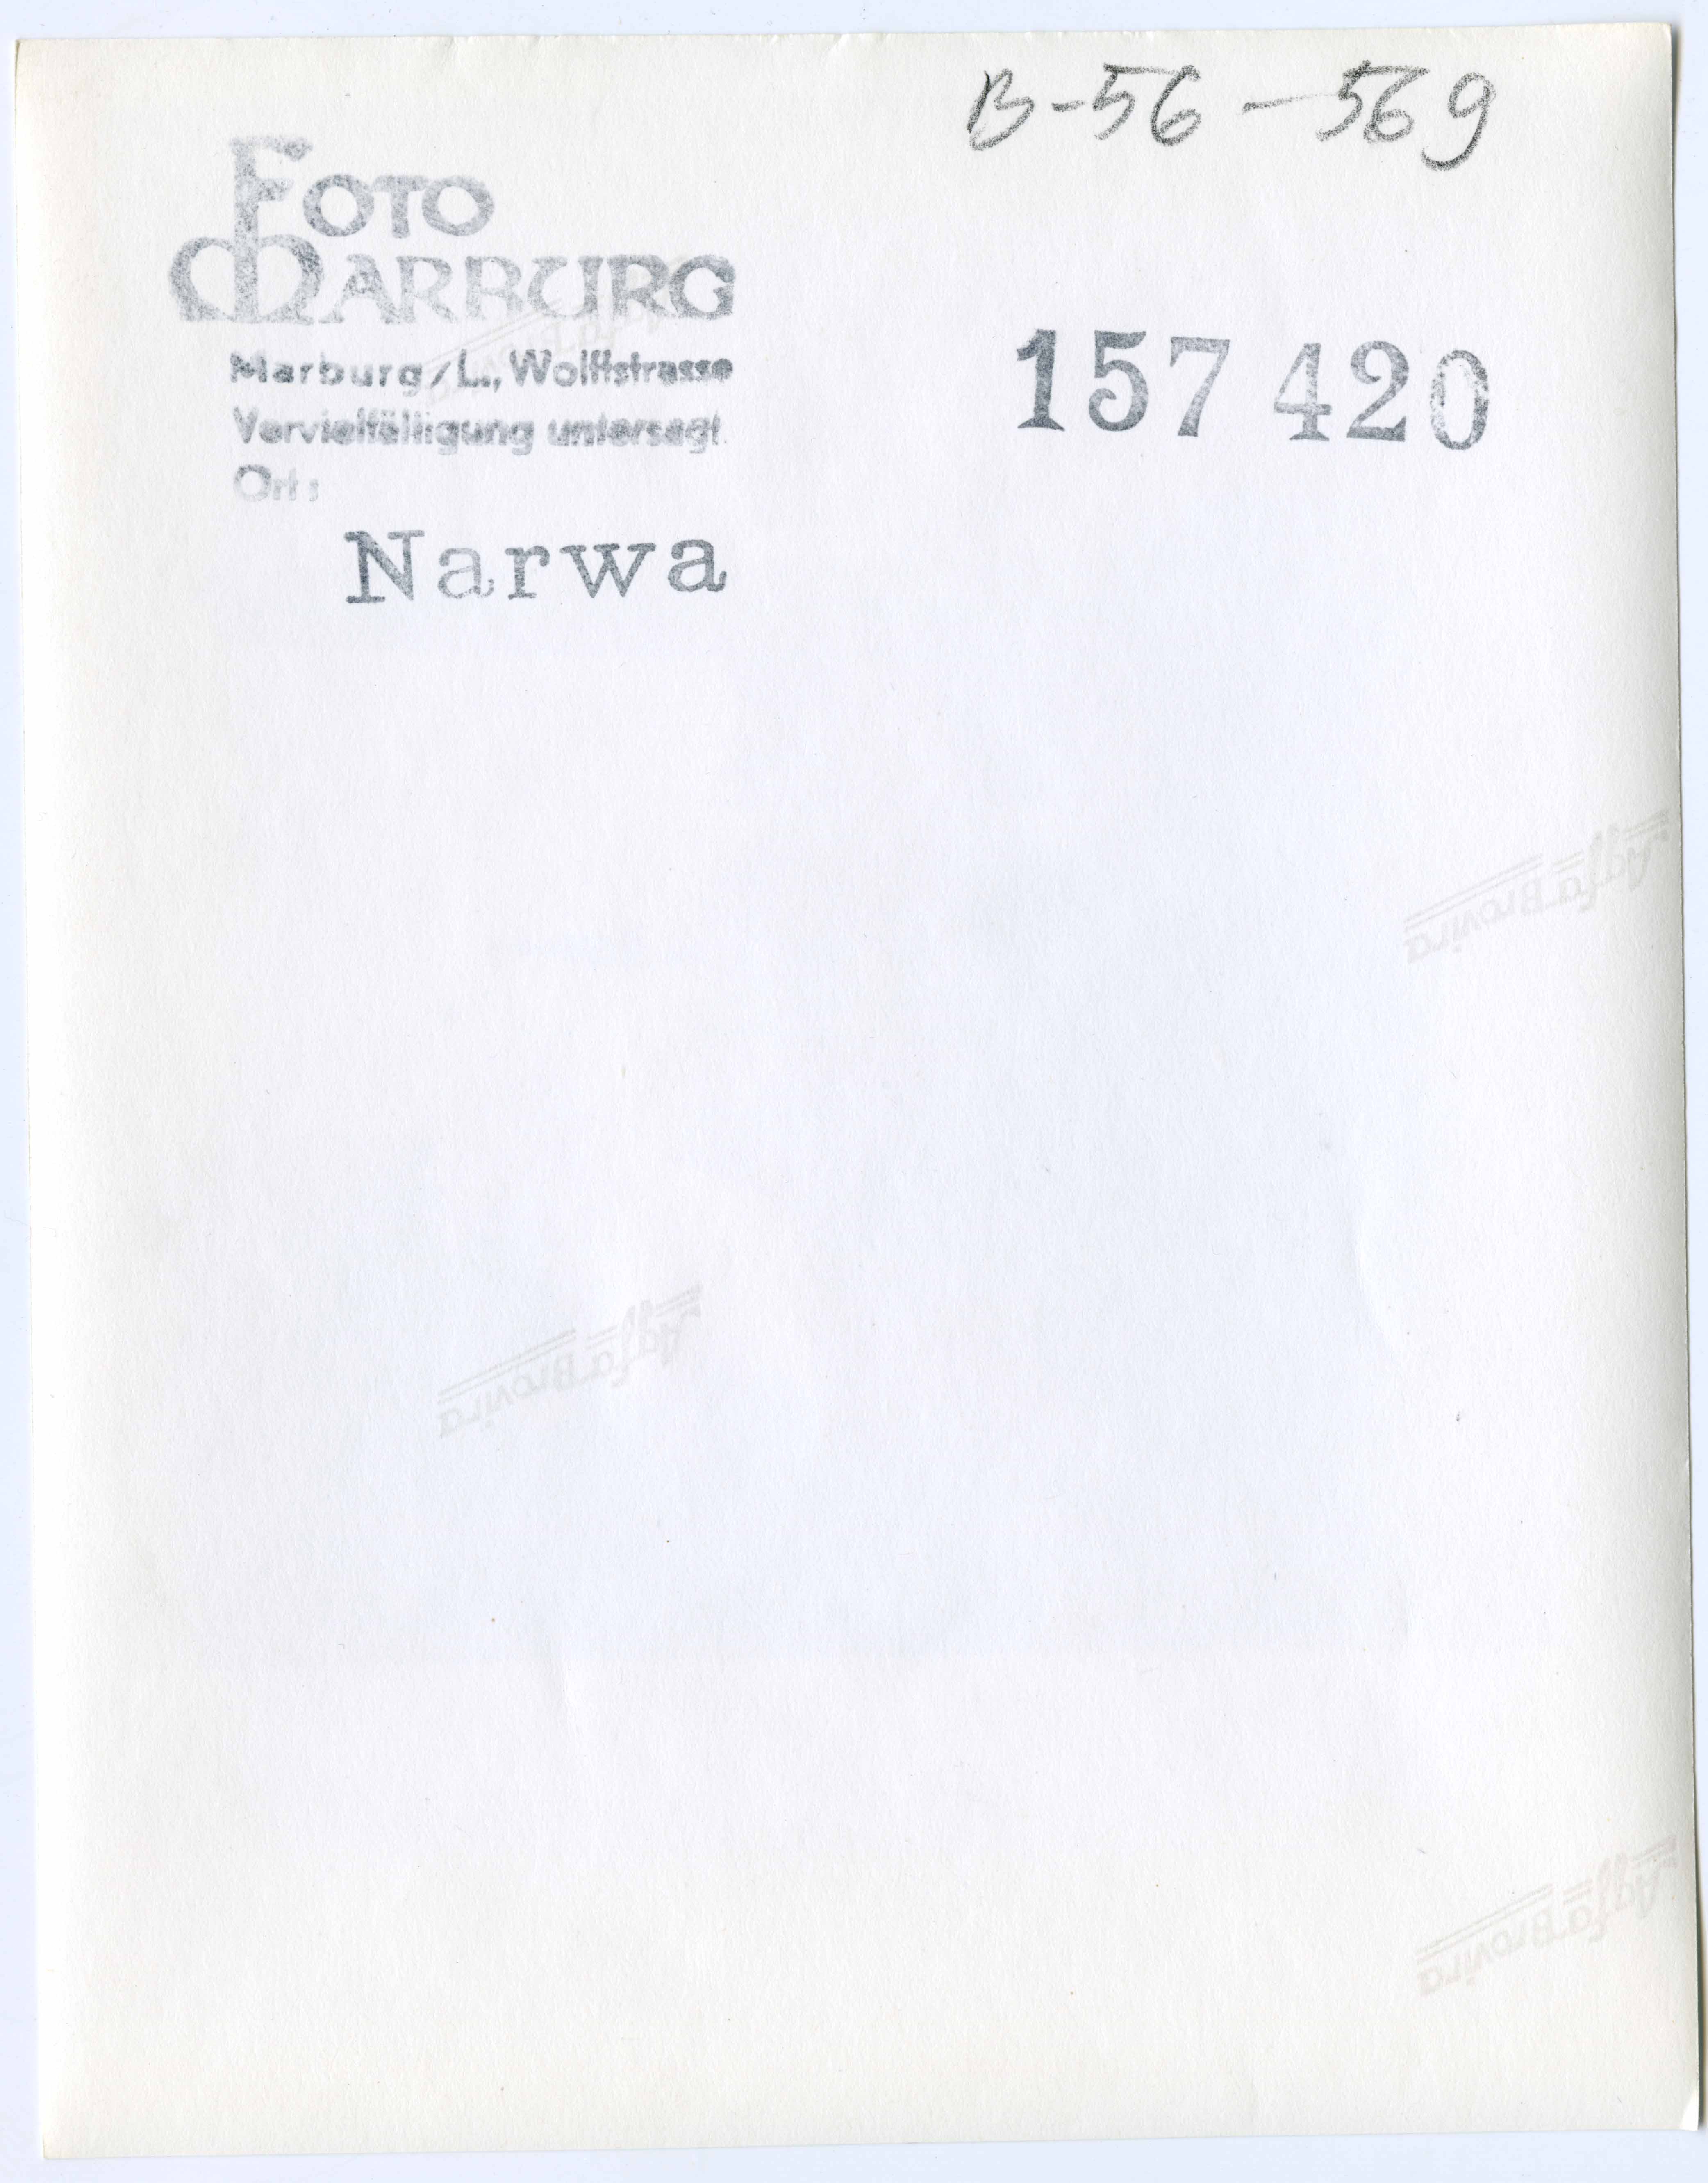 B-56-569
FOTO
MARBURG
Marburg/L., Wolffstrasse
Vervielfältigung untersagt.
Ort:
157 420
Narwa
Agfa Brovira
Agfa Brovira
Agfa Brovira